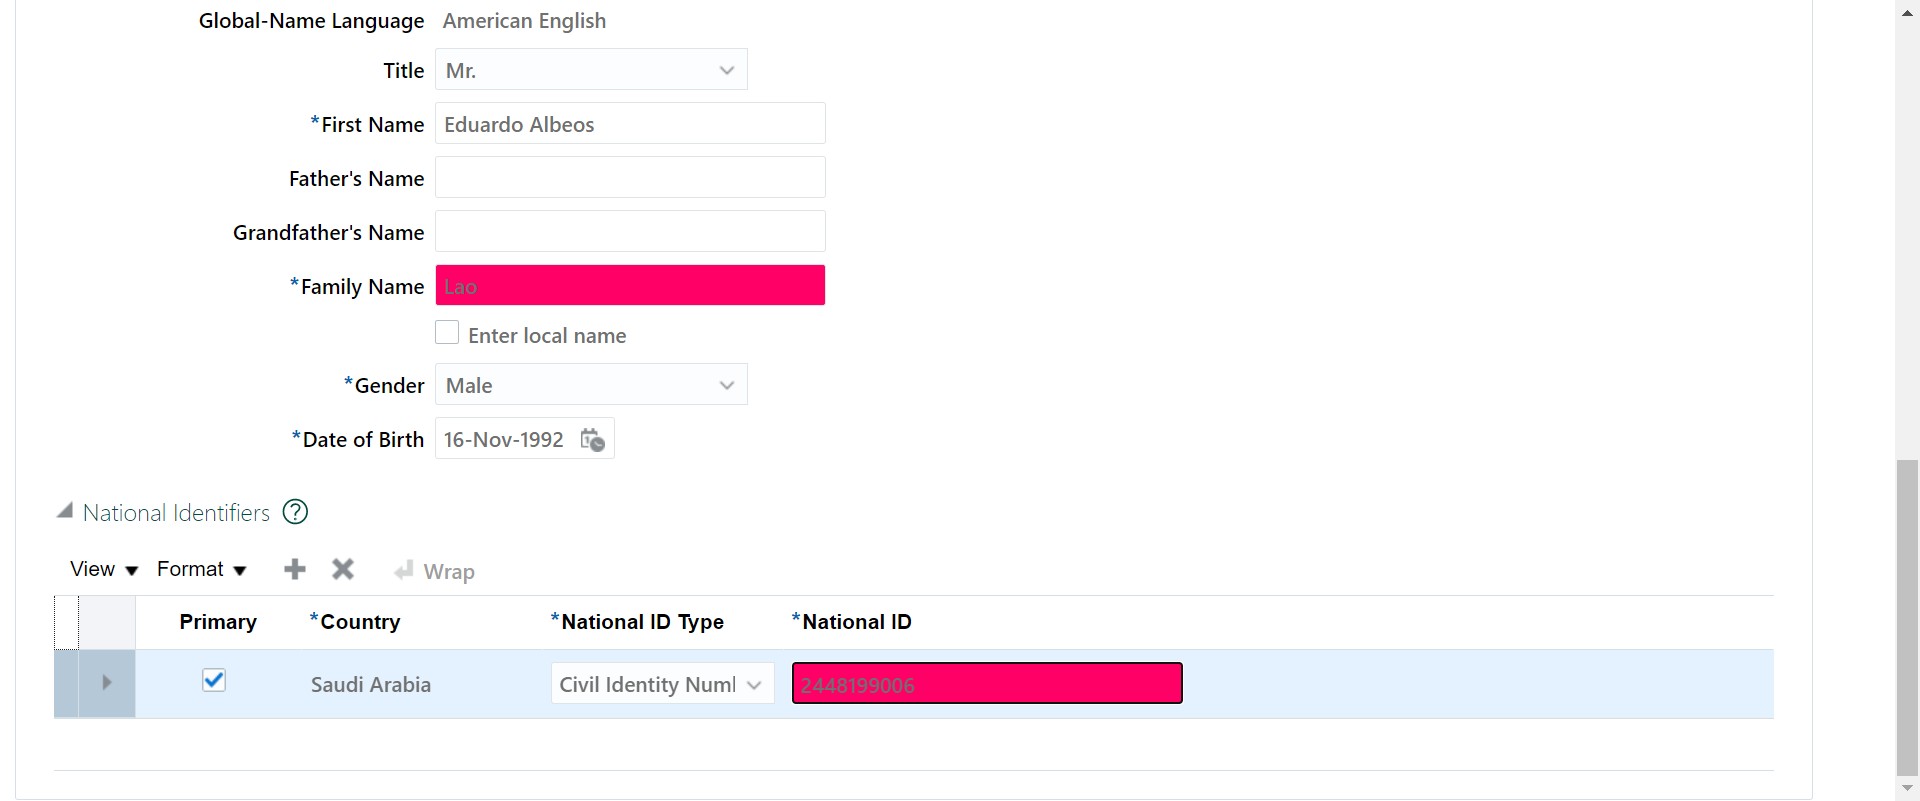 Global-Name Language American English
Title Mr.
*First Name Eduardo Albeos
Father's Name
Grandfather's Name
*Family Name Lao
Enter local name
*Gender Male
*Date of Birth 16-Nov-1992
National Identifiers ?
View Format Wrap
Primary *Country *National ID Type *National ID
Saudi Arabia Civil Identity Numl 2448199006